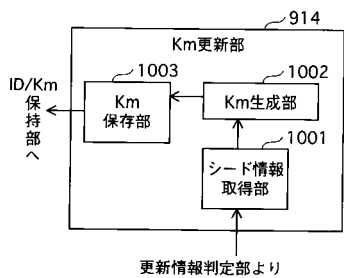 914
Km更新部
1003
1002
ID/Km
保
持
部
へ
Km
保存部
Km生成部
1001
シード情報
取得部
更新情報判定部より